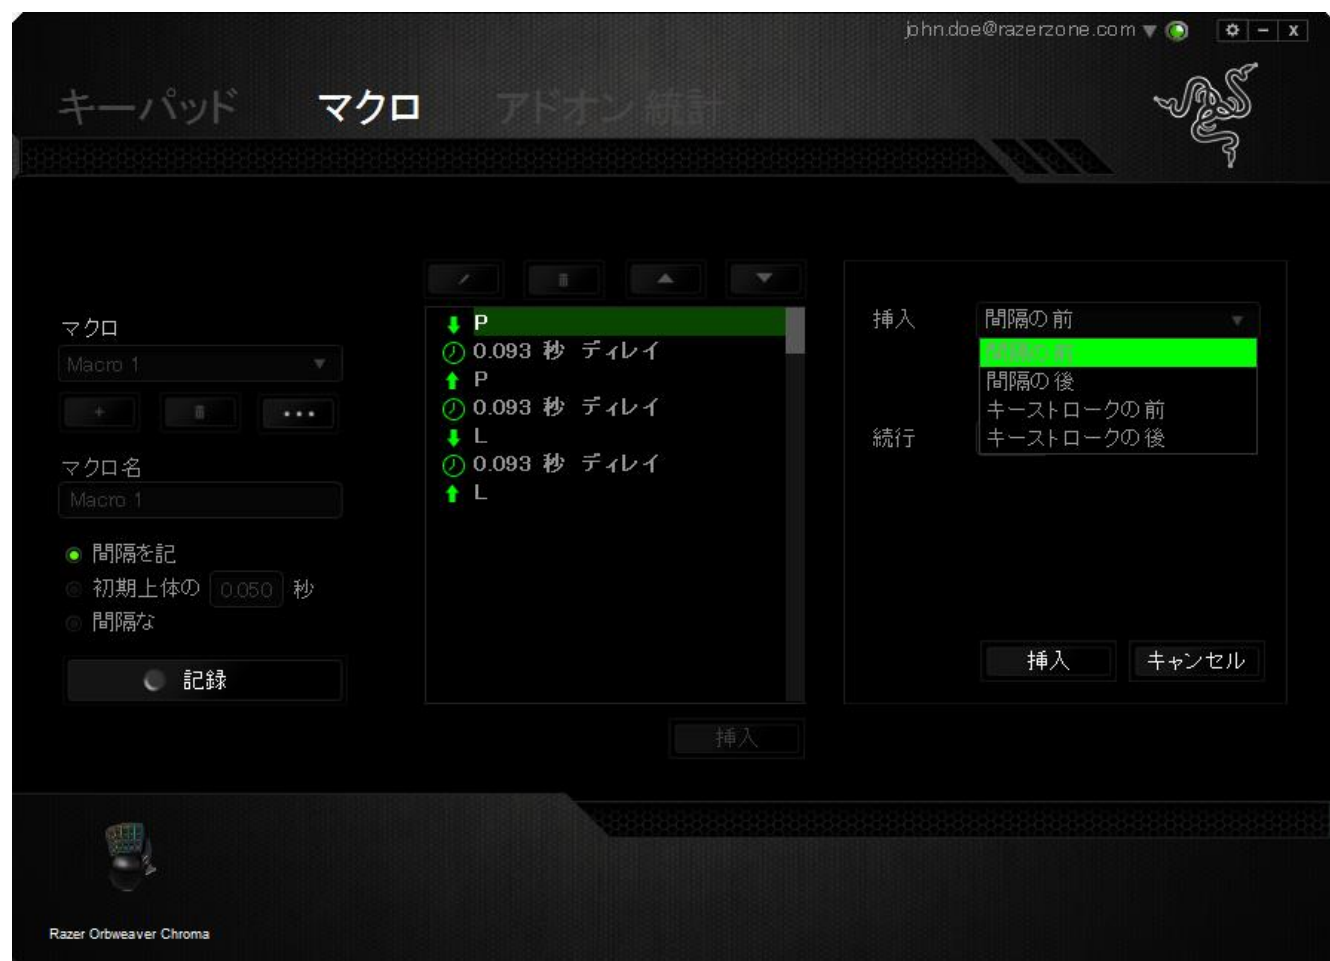 john.doe@razerzone.com
キーパッド マクロ アドオン 統計
マクロ
Macro 1
マクロ名
Macro 1
間隔を記
初期上体の 0.050 秒
間隔な
記録
P
0.093 秒 ディレイ
P
0.093 秒 ディレイ
L
0.093 秒 ディレイ
L
挿入
挿入 間隔の前
間隔の前
間隔の後
キーストロークの前
キーストロークの後
続行
挿入 キャンセル
Razer Orbweaver Chroma